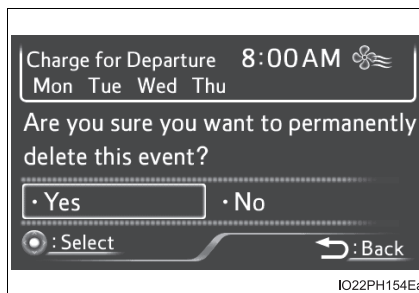 Charge for Departure 8:00AM
Mon Tue Wed Thu
Are you sure you want to permanently
delete this event?
・Yes ・No
: Select : Back
IO22PH154Ea